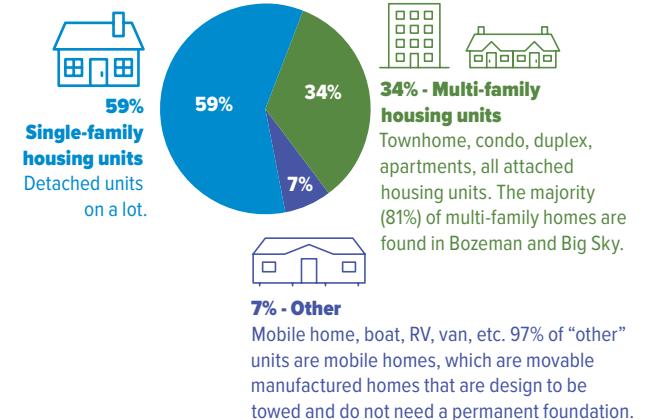 59%
Single-family
housing units
Detached units
on a lot.
59%
34%
7%
34% - Multi-family
housing units
Townhome, condo, duplex,
apartments, all attached
housing units. The majority
(81%) of multi-family homes are
found in Bozeman and Big Sky.
7% - Other
Mobile home, boat, RV, van, etc. 97% of “other”
units are mobile homes, which are movable
manufactured homes that are design to be
towed and do not need a permanent foundation.